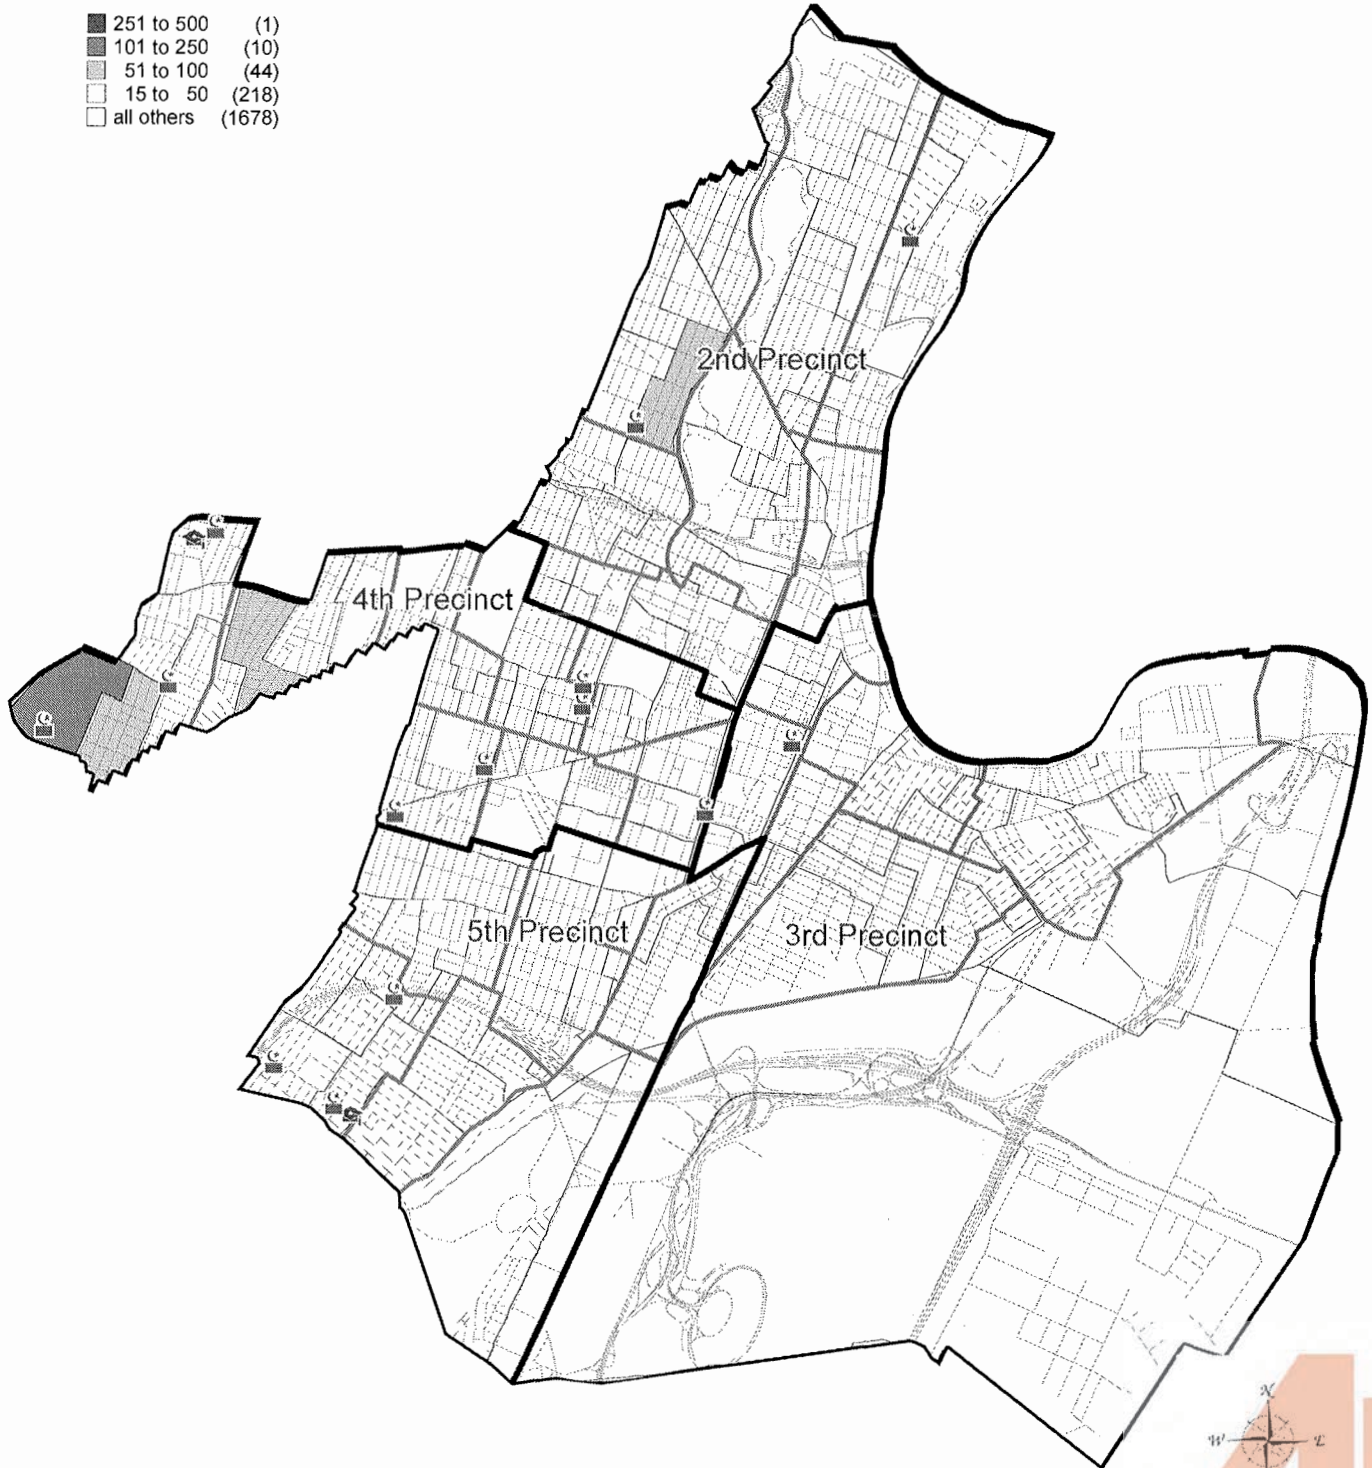 251 to 500 (1)
101 to 250 (10)
51 to 100 (44)
15 to 50 (218)
all others (1678)
2nd Precinct
4th Precinct
5th Precinct
3rd Precinct
N
W E